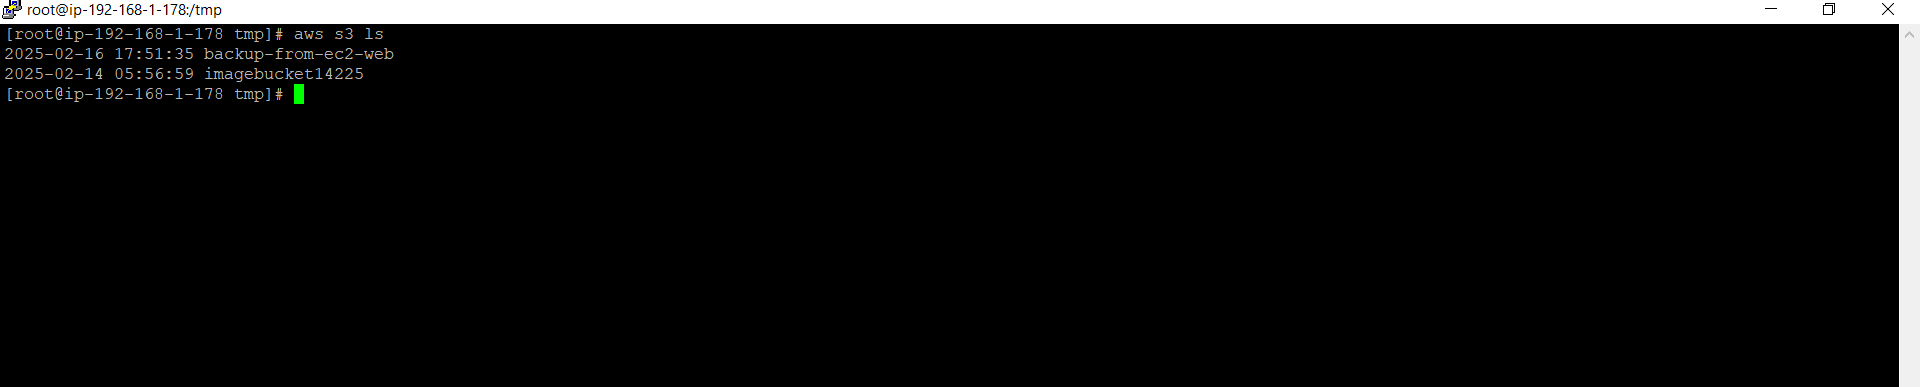 root@ip-192-168-1-178:/tmp
[root@ip-192-168-1-178 tmp]# aws s3 ls
2025-02-16 17:51:35 backup-from-ec2-web
2025-02-14 05:56:59 imagebucket14225
[root@ip-192-168-1-178 tmp]#